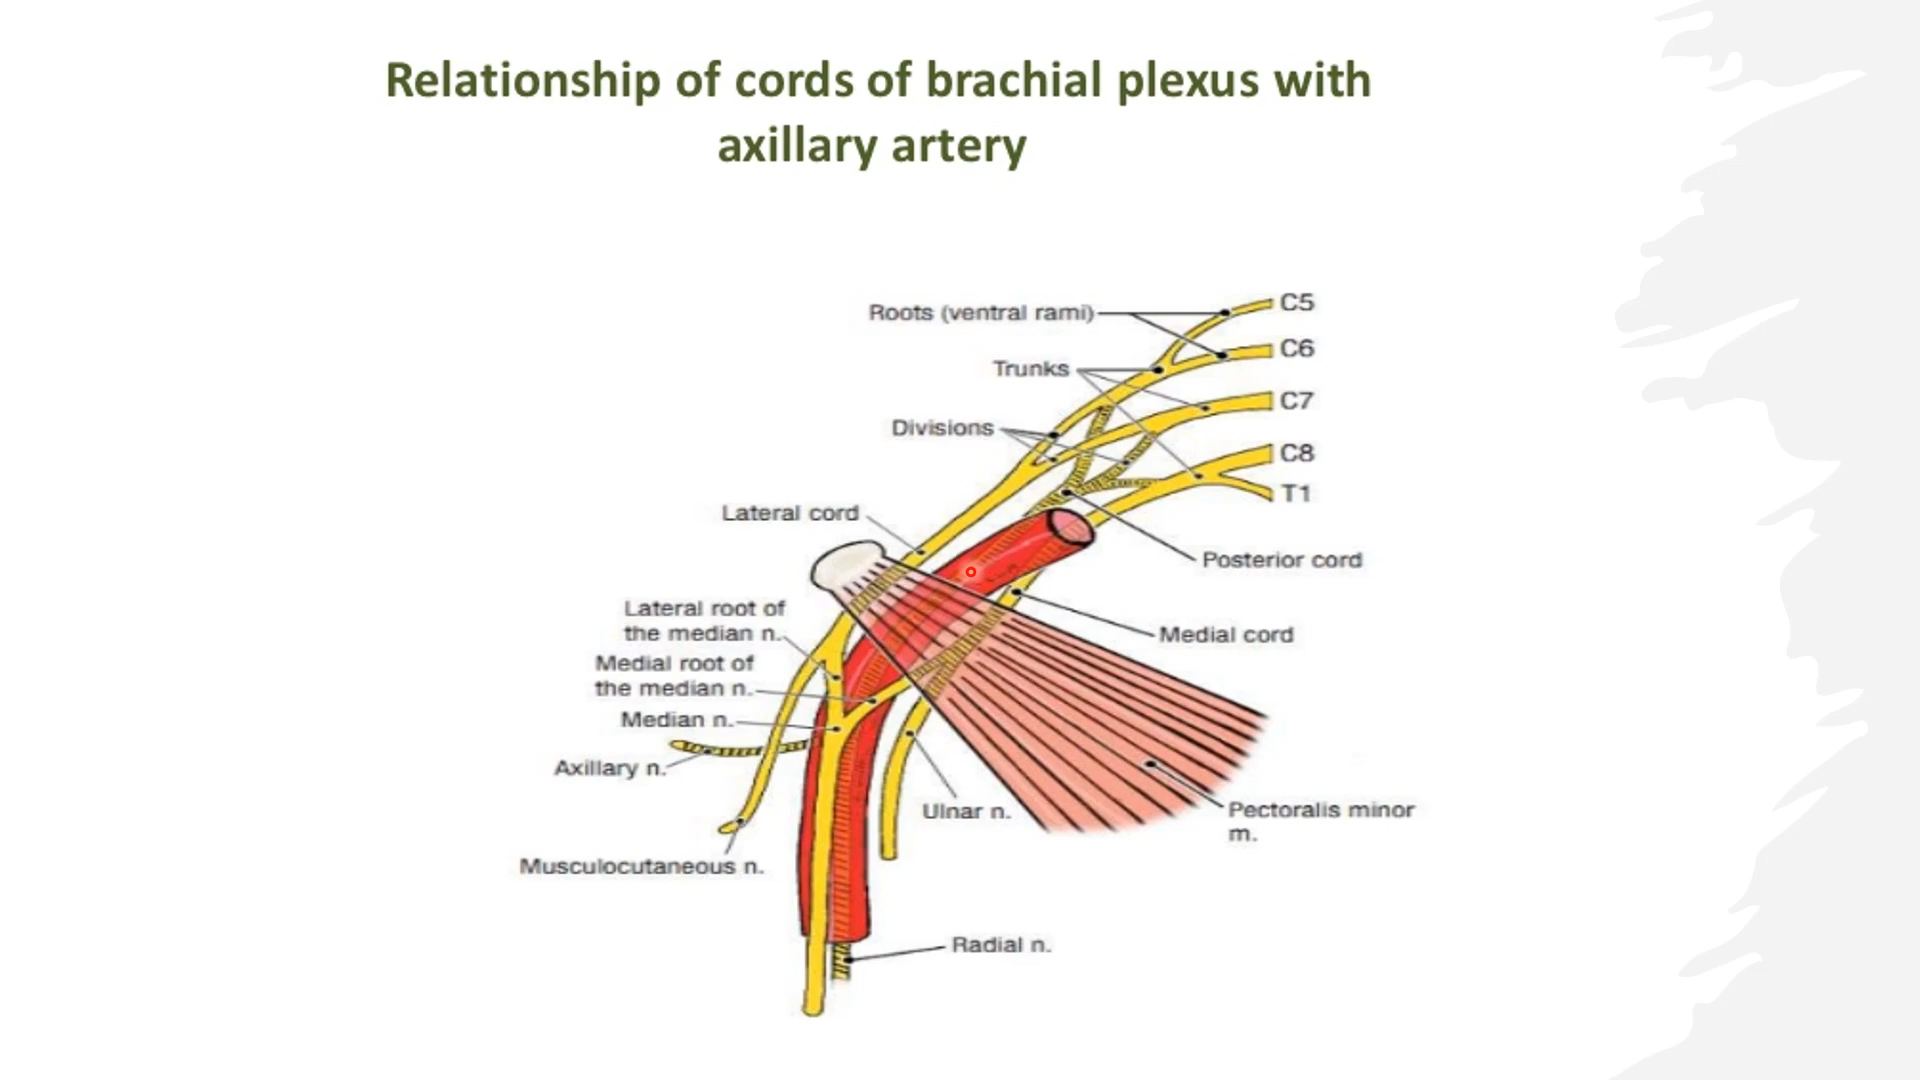 Relationship of cords of brachial plexus with
axillary artery
C5
Roots (ventral rami)
C6
Trunks
C7
Divisions
C8
T1
Lateral cord
Posterior cord
Lateral root of
the median n.
Medial cord
Medial root of
the median n.
Median n.
Axillary n.
Ulnar n.
Pectoralis minor
m.
Musculocutaneous n.
Radial n.